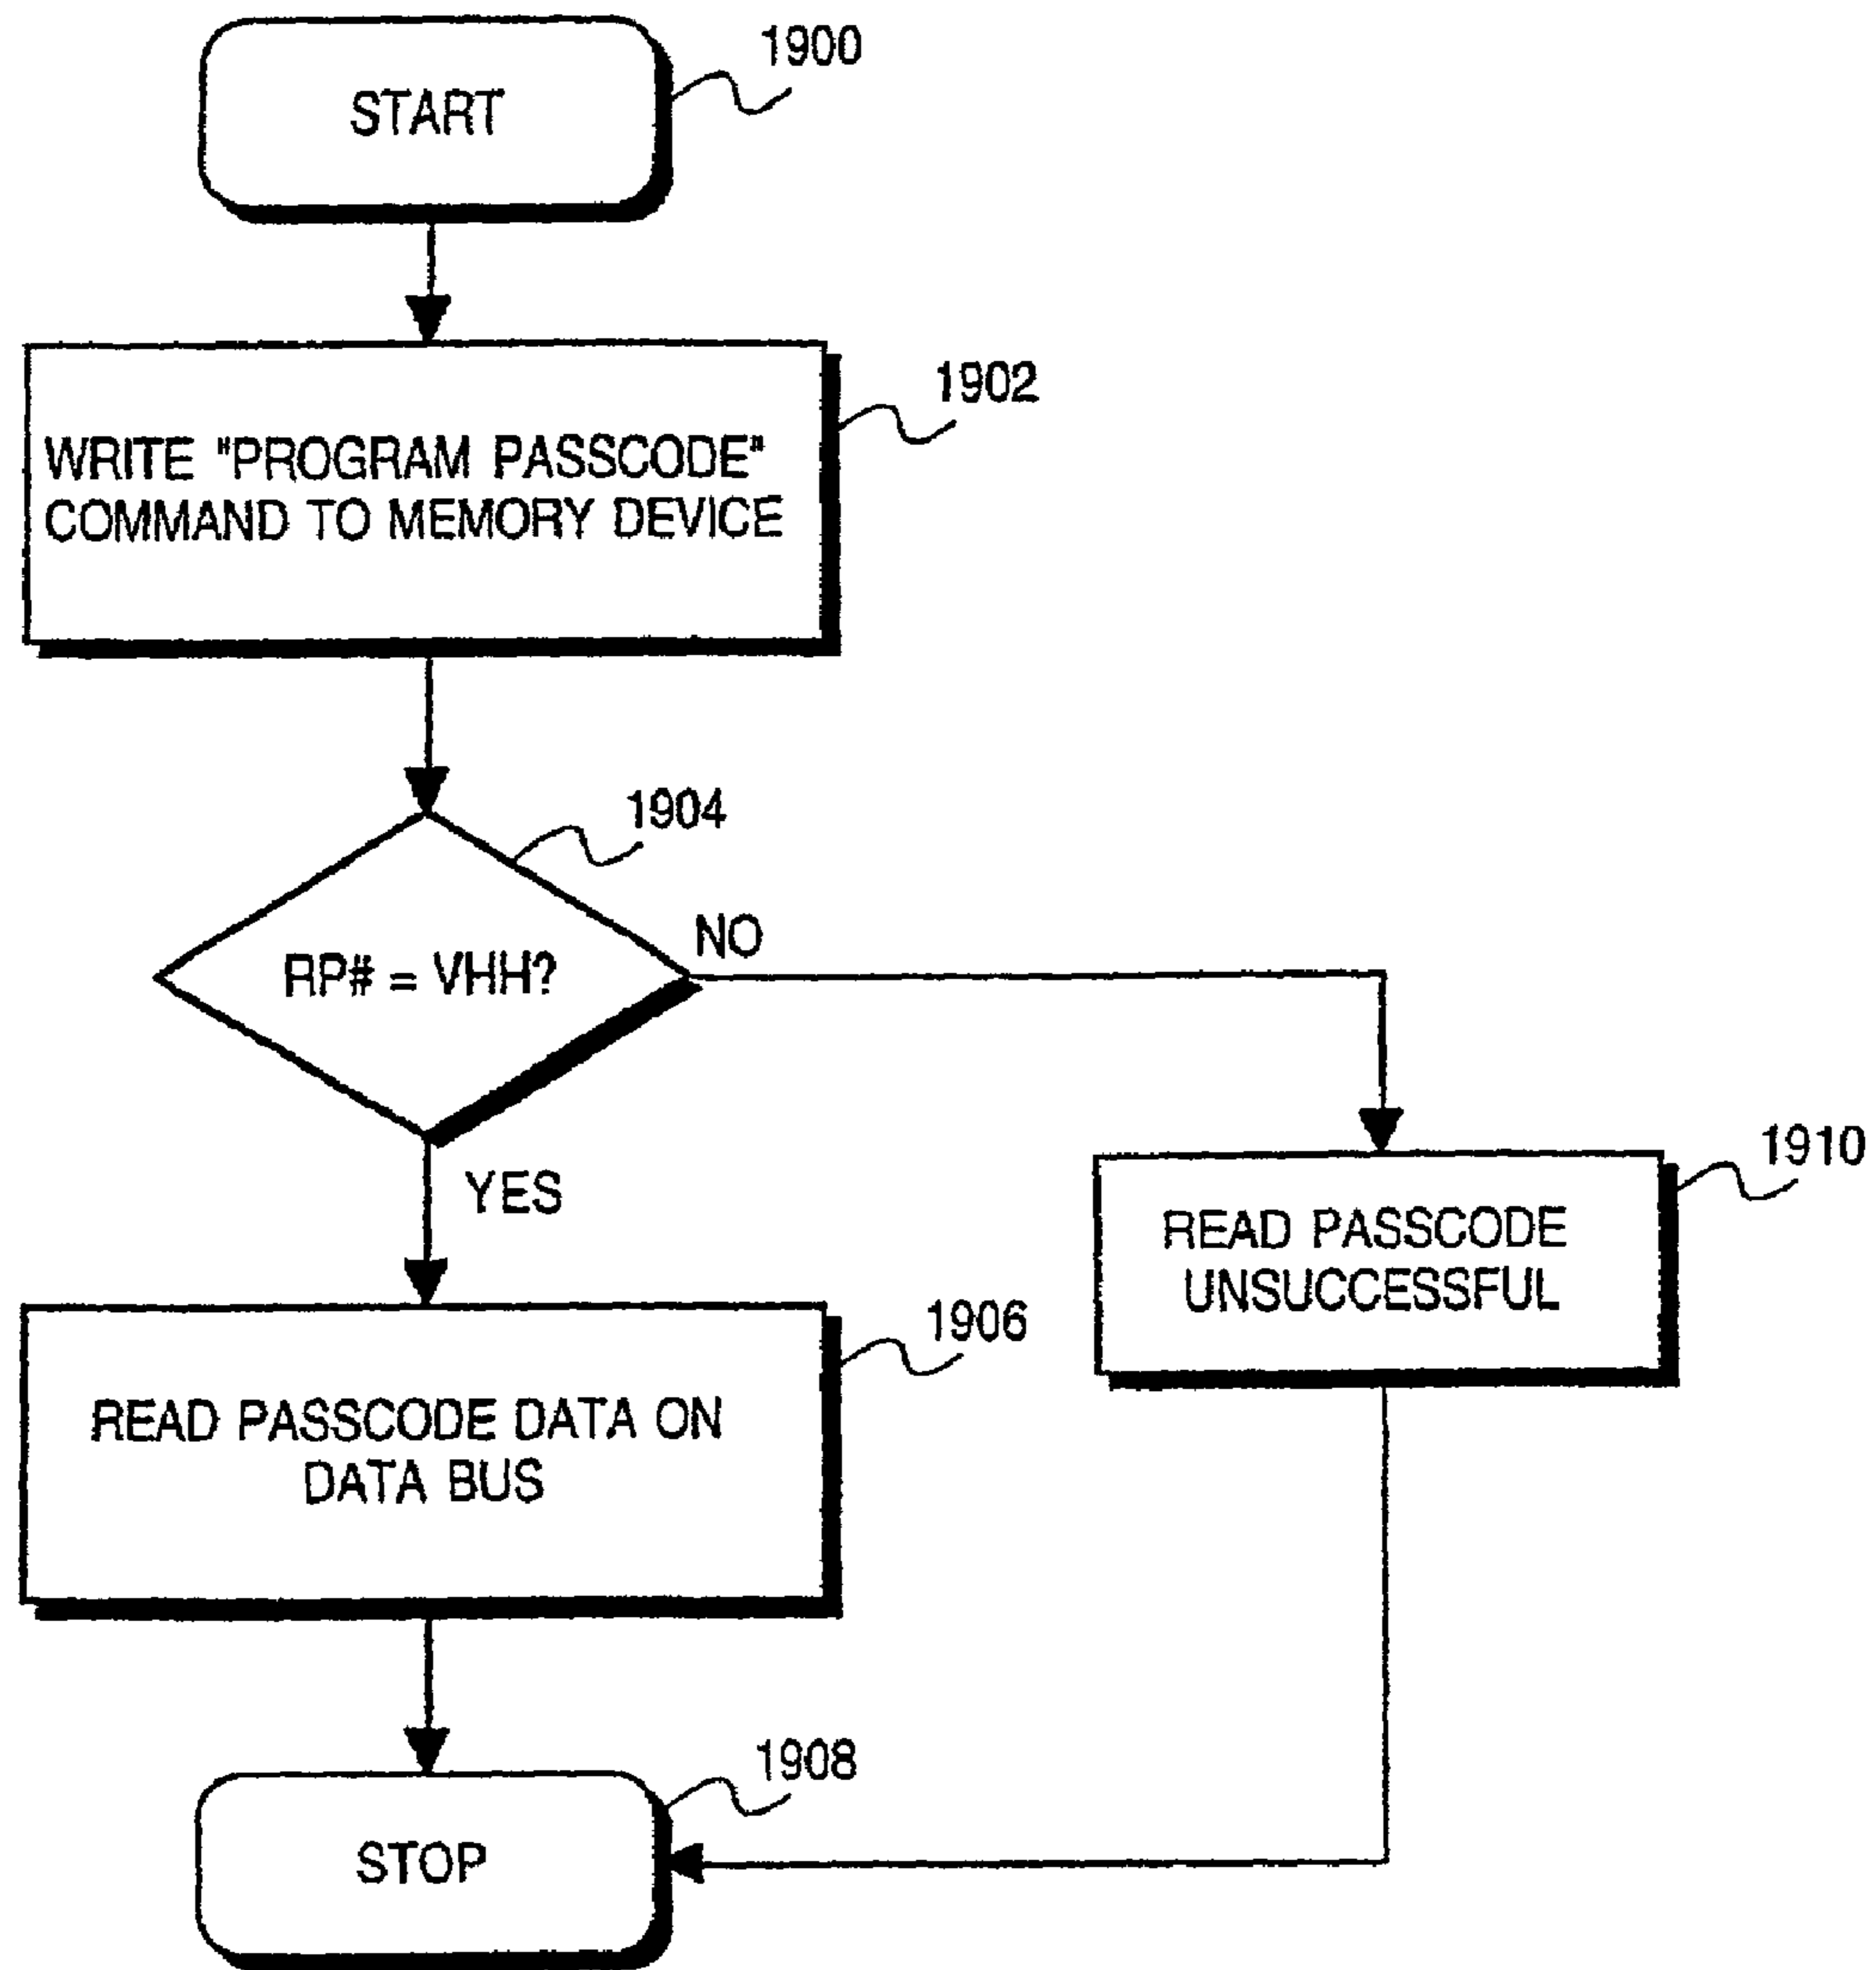 START
1900
WRITE "PROGRAM PASSCODE"
COMMAND TO MEMORY DEVICE
1902
1904
RP# = VHH?
NO
YES
1910
READ PASSCODE
UNSUCCESSFUL
1906
READ PASSCODE DATA ON
DATA BUS
1908
STOP